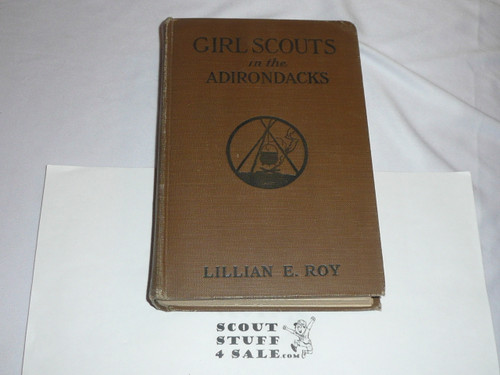 GIRL SCOUTS
in the
ADIRONDACKS
LILLIAN E. ROY
SCOUT
STUFF
4 SALE.com